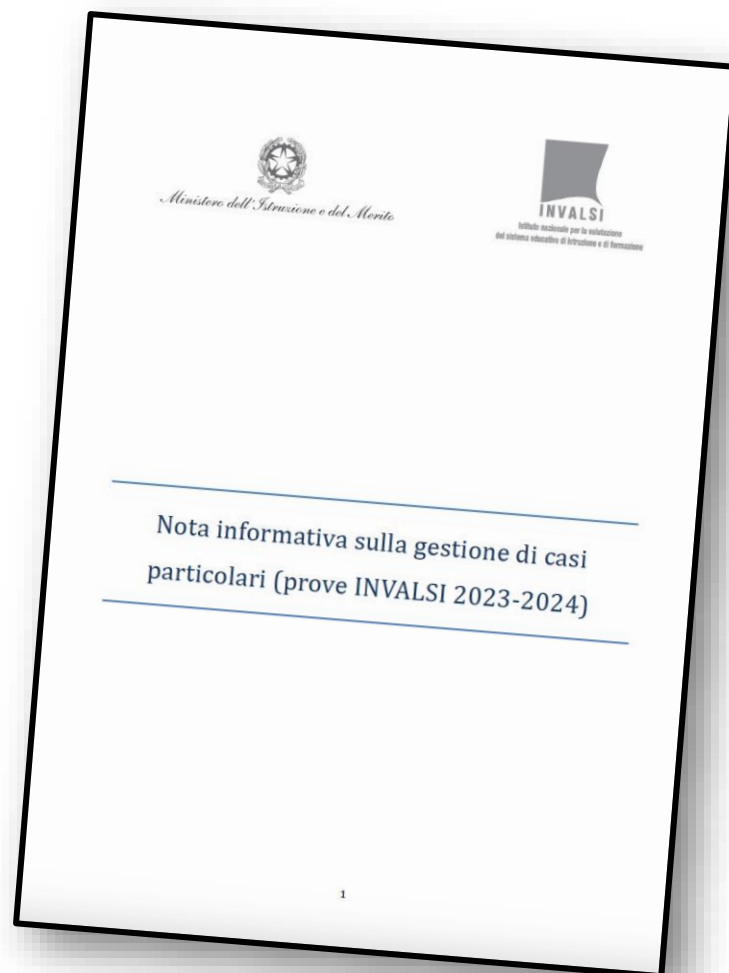 Ministero dell'Istruzione e del Merito
INVALSI
Istituto nazionale per la valutazione
del sistema educativo di istruzione e di formazione
Nota informativa sulla gestione di casi
particolari (prove INVALSI 2023-2024)
1